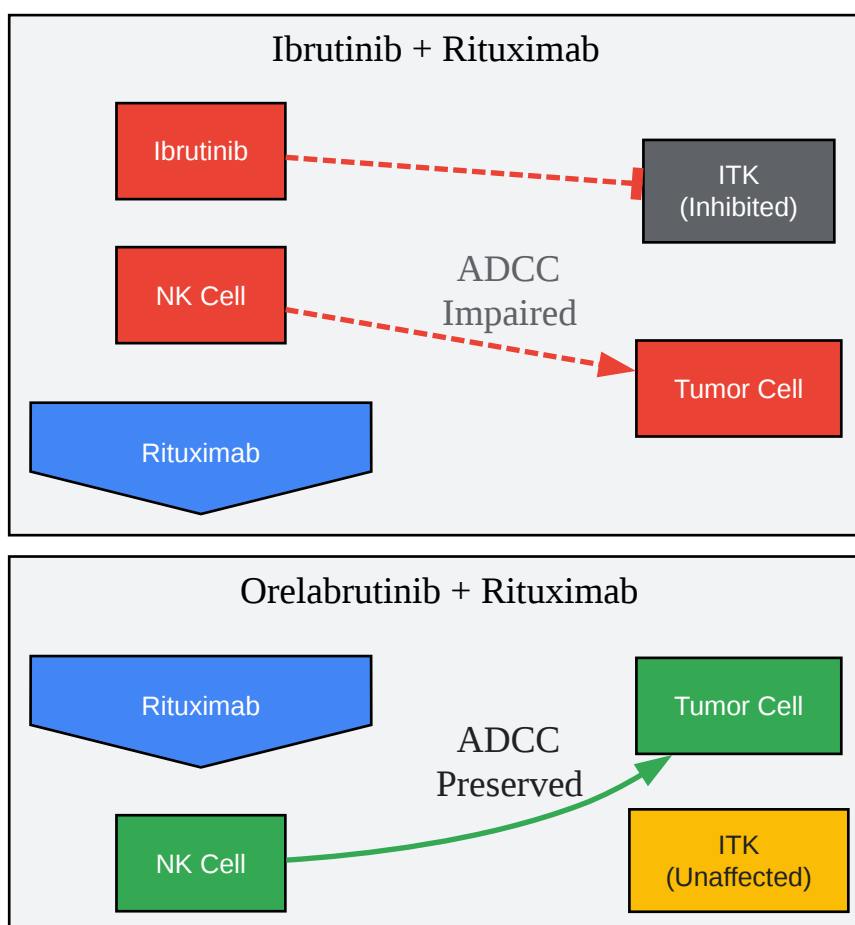 Ibrutinib + Rituximab
Ibrutinib
ITK
(Inhibited)
NK Cell
ADCC
Impaired
Tumor Cell
Rituximab
Orelabrutinib + Rituximab
Rituximab
Tumor Cell
ADCC
Preserved
NK Cell
ITK
(Unaffected)